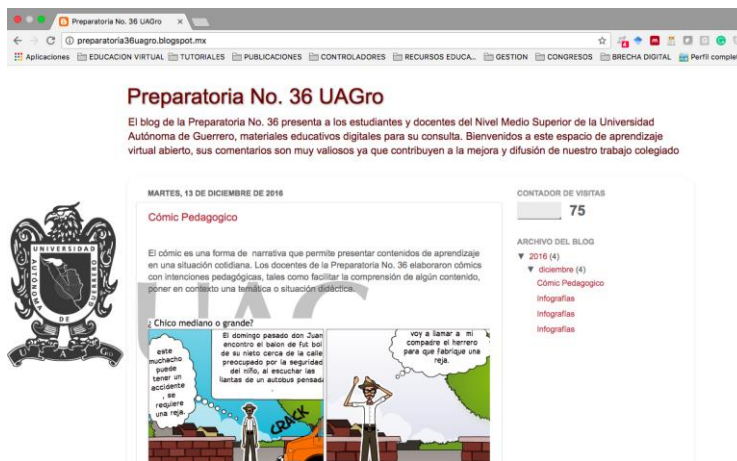 Preparatoria No. 36 UAGro
preparatoria36uagro.blogspot.mx
Aplicaciones EDUCACION VIRTUAL TUTORIALES PUBLICACIONES CONTROLADORES RECURSOS EDUCA... GESTION CONGRESOS BRECHA DIGITAL Perfil complet
Preparatoria No. 36 UAGro
El blog de la Preparatoria No. 36 presenta a los estudiantes y docentes del Nivel Medio Superior de la Universidad
Autónoma de Guerrero, materiales educativos digitales para su consulta. Bienvenidos a este espacio de aprendizaje
virtual abierto, sus comentarios son muy valiosos ya que contribuyen a la mejora y difusión de nuestro trabajo colegiado
UNIVERSIDAD
AUTÓNOMA
DE
GUERRERO
U A Gro
MARTES, 13 DE DICIEMBRE DE 2016
Cómic Pedagogico
El cómic es una forma de narrativa que permite presentar contenidos de aprendizaje
en una situación cotidiana. Los docentes de la Preparatoria No. 36 elaboraron cómics
con intenciones pedagógicas, tales como facilitar la comprensión de algún contenido,
poner en contexto una temática o situación didáctica.
UAG
¿ Chico mediano o grande?
este
muchacho
puede
tener un
accidente
, se
requiere
una reja.
El domingo pasado don Juan
encontro el balon de fut bol
de su nieto cerca de la calle
preocupado por la seguridad
del niño, al escuchar las
llantas de un autobus pensada
.
CRACK
voy a llamar a mi
compadre el herrero
para que fabrique una
reja.
CONTADOR DE VISITAS
75
ARCHIVO DEL BLOG
▼ 2016 (4)
▼ diciembre (4)
Cómic Pedagogico
Infografías
Infografias
Infografias